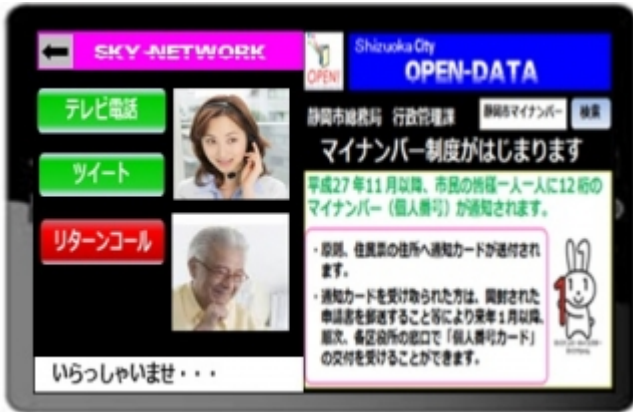 SKY-NETWORK
テレビ電話
ツイート
リターンコール
いらっしゃいませ・・・
OPEN!
Shizuoka City
OPEN-DATA
静岡市総務局 行政管理課
静岡市マイナンバー
検索
マイナンバー制度がはじまります
平成27年11月以降、市民の皆様一人一人に12桁の
マイナンバー（個人番号）が通知されます。
・原則、住民票の住所へ通知カードが送付され
ます。
・通知カードを受け取られた方は、同封された
申請書を郵送すること等により来年1月以降、
順次、各区役所の窓口で「個人番号カード」
の交付を受けることができます。
1